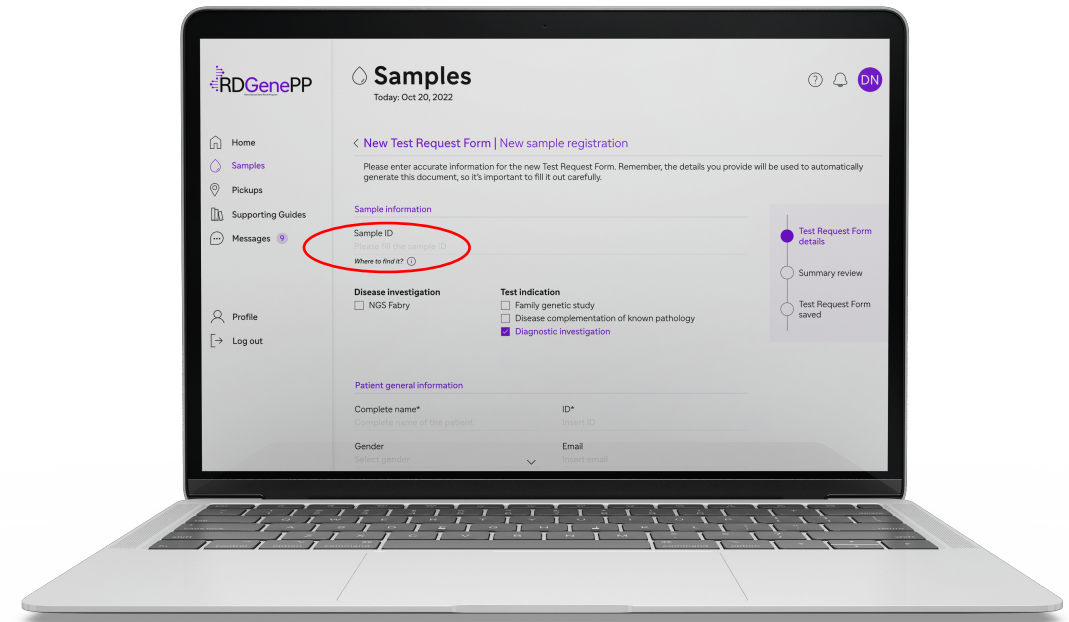 RDGenePP
Samples
Today: Oct 20, 2022
DN
Home
Samples
Pickups
Supporting Guides
Messages 9
Profile
Log out
New Test Request Form | New sample registration
Please enter accurate information for the new Test Request Form. Remember, the details you provide will be used to automatically
generate this document, so it's important to fill it out carefully.
Sample information
Sample ID
Please fill the sample ID
Where to find it?
Disease investigation
NGS Fabry
Test indication
Family genetic study
Disease complementation of known pathology
Diagnostic investigation
Test Request Form
details
Summary review
Test Request Form
saved
Patient general information
Complete name*
Complete name of the patient
ID*
Insert ID
Gender
Select gender
Email
Insert email